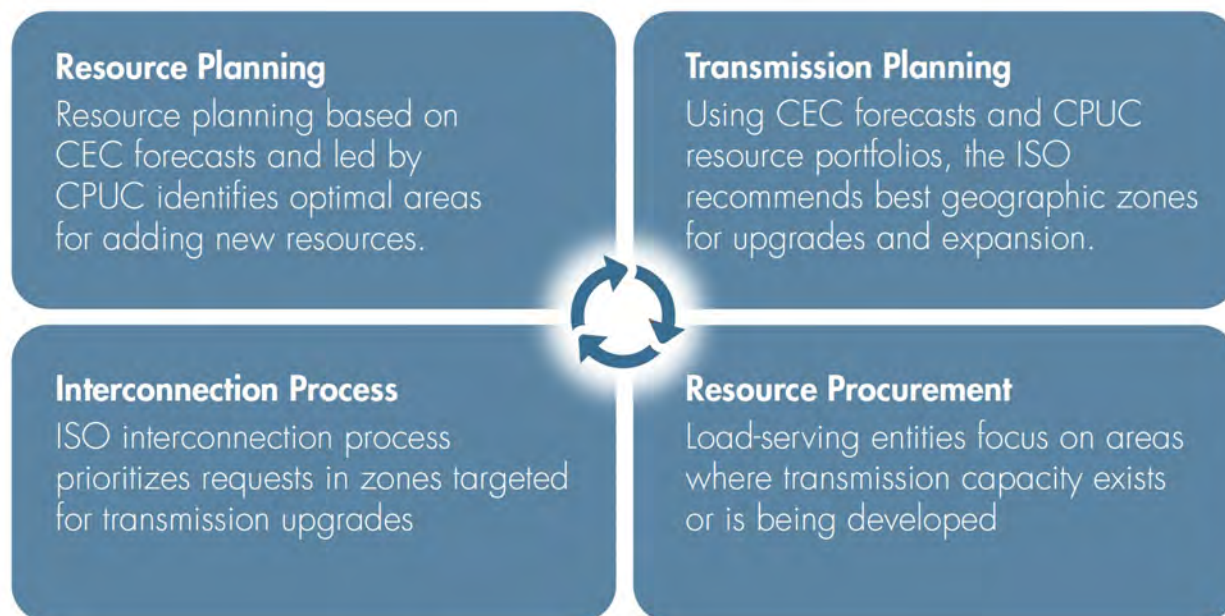 Resource Planning
Resource planning based on
CEC forecasts and led by
CPUC identifies optimal areas
for adding new resources.
Transmission Planning
Using CEC forecasts and CPUC
resource portfolios, the ISO
recommends best geographic zones
for upgrades and expansion.
Interconnection Process
ISO interconnection process
prioritizes requests in zones targeted
for transmission upgrades
Resource Procurement
Load-serving entities focus on areas
where transmission capacity exists
or is being developed